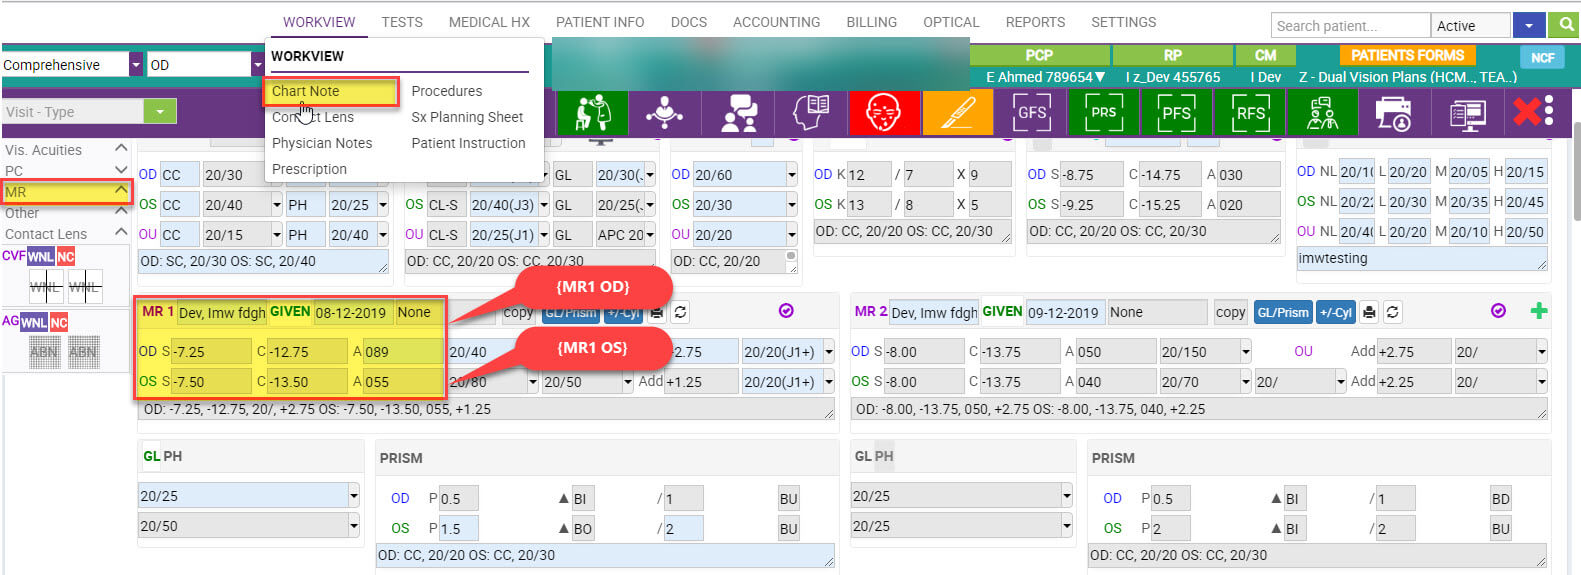 WORKVIEW TESTS MEDICAL HX PATIENT INFO DOCS ACCOUNTING BILLING OPTICAL REPORTS SETTINGS Search patient... Active
WORKVIEW
Chart Note Procedures
Contact Lens Sx Planning Sheet
Physician Notes Patient Instruction
Prescription
Comprehensive OD PCP RP CM PATIENTS FORMS NCF
E Ahmed 789654▼ I z_Dev 455765 I Dev Z - Dual Vision Plans (HCM..., TEA..)
Visit - Type GFS PRS PFS RFS
Vis. Acuities
PC
MR
Other
Contact Lens
CVF WNL NC
WNL WNL
AG WNL NC
ABN ABN
OD CC 20/30 GL 20/30(. OD 20/60 OD K 12 / 7 X 9 OD S -8.75 C -14.75 A 030 OD NL 20/10 L 20/20 M 20/05 H 20/15
OS CC 20/40 PH 20/25 OS CL-S 20/40(J3) GL 20/25(. OS 20/30 OS K 13 / 8 X 5 OS S -9.25 C -15.25 A 020 OS NL 20/22 L 20/30 M 20/35 H 20/45
OU CC 20/15 PH 20/40 OU CL-S 20/25(J1) GL APC 20 OU 20/20 OD: CC, 20/20 OS: CC, 20/30 OD: CC, 20/20 OS: CC, 20/30 OU NL 20/40 L 20/20 M 20/10 H 20/50
OD: SC, 20/30 OS: SC, 20/40 OD: CC, 20/20 OS: CC, 20/30 OD: CC, 20/20 imwtesting
{MR1 OD}
{MR1 OS}
MR 1 Dev, Imw fdgh GIVEN 08-12-2019 None copy GL/Prism +/-Cyl
OD S -7.25 C -12.75 A 089 20/40 +2.75 20/20(J1+)
OS S -7.50 C -13.50 A 055 20/80 20/50 Add +1.25 20/20(J1+)
OD: -7.25, -12.75, 20/, +2.75 OS: -7.50, -13.50, 055, +1.25
MR 2 Dev, Imw fdgh GIVEN 09-12-2019 None copy GL/Prism +/-Cyl
OD S -8.00 C -13.75 A 050 20/150 OU Add +2.75 20/
OS S -8.00 C -13.75 A 040 20/70 20/ Add +2.25 20/
OD: -8.00, -13.75, 050, +2.75 OS: -8.00, -13.75, 040, +2.25
GL PH
20/25
20/50
PRISM
OD P 0.5 ▲ BI / 1 BU
OS P 1.5 ▲ BO / 2 BU
OD: CC, 20/20 OS: CC, 20/30
GL PH
20/25
20/25
PRISM
OD P 0.5 ▲ BI / 1 BD
OS P 2 ▲ BI / 2 BU
OD: CC, 20/20 OS: CC, 20/30